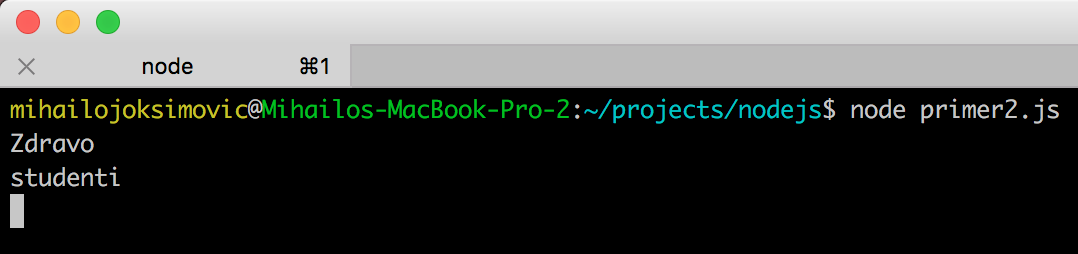 node ⌘1
mihailojoksimovic@Mihailos-MacBook-Pro-2:~/projects/nodejs$ node primer2.js
Zdravo
studenti